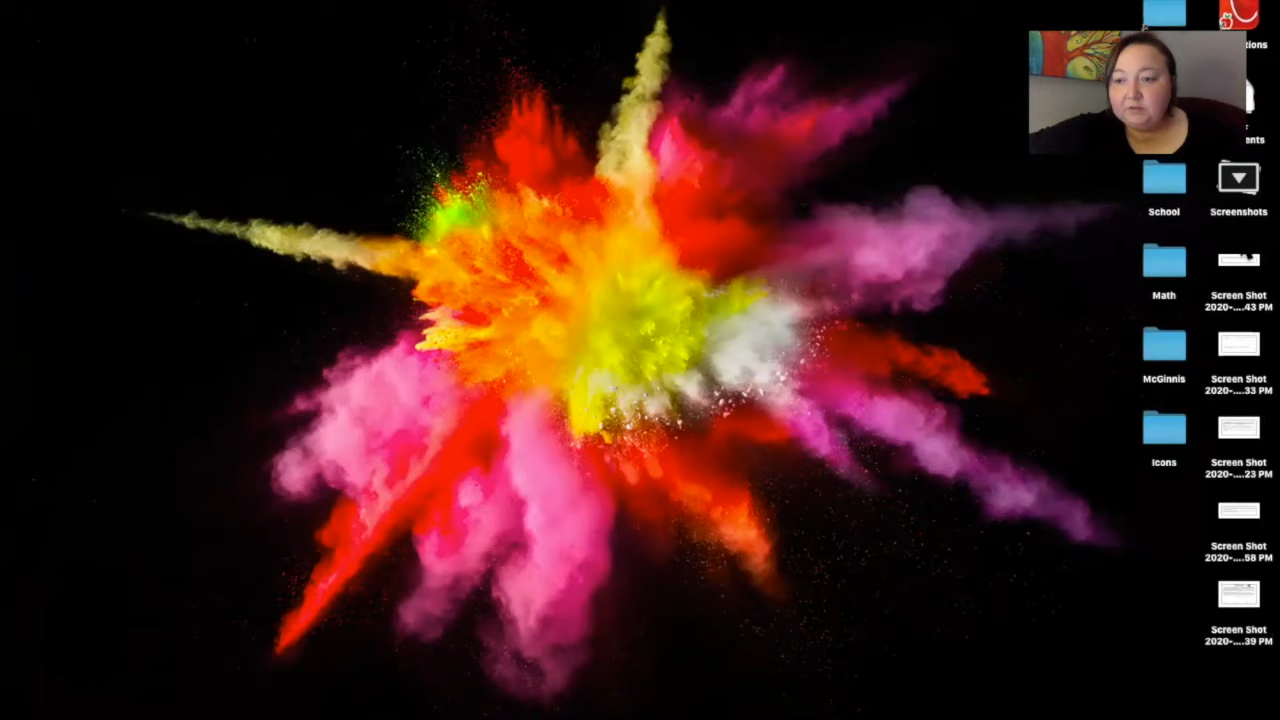 tions
ents
School
Screenshots
Math
Screen Shot
2020-....43 PM
McGinnis
Screen Shot
2020-....33 PM
Icons
Screen Shot
2020-....23 PM
Screen Shot
2020-....58 PM
Screen Shot
2020-....39 PM